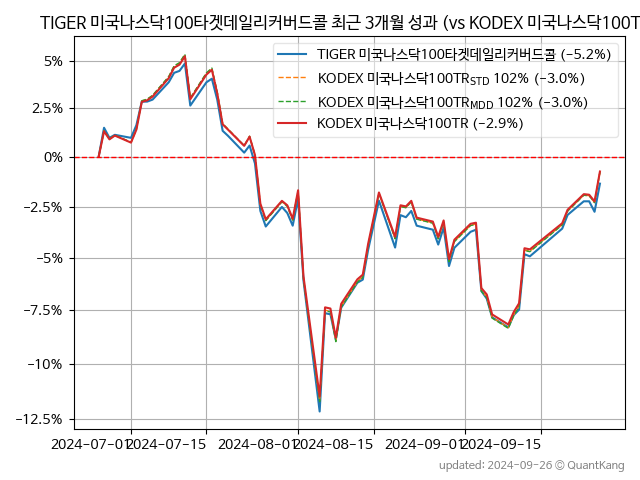 TIGER 미국나스닥100타겟데일리커버드콜 최근 3개월 성과 (vs KODEX 미국나스닥100T
TIGER 미국나스닥100타겟데일리커버드콜 (−5.2%)
KODEX 미국나스닥100TRSTD 102% (−3.0%)
KODEX 미국나스닥100TRMDD 102% (−3.0%)
KODEX 미국나스닥100TR (−2.9%)
5%
2.5%
0%
−2.5%
−5%
−7.5%
−10%
−12.5%
2024-07-01
2024-07-15
2024-08-01
2024-08-15
2024-09-01
2024-09-15
updated: 2024-09-26 © QuantKang